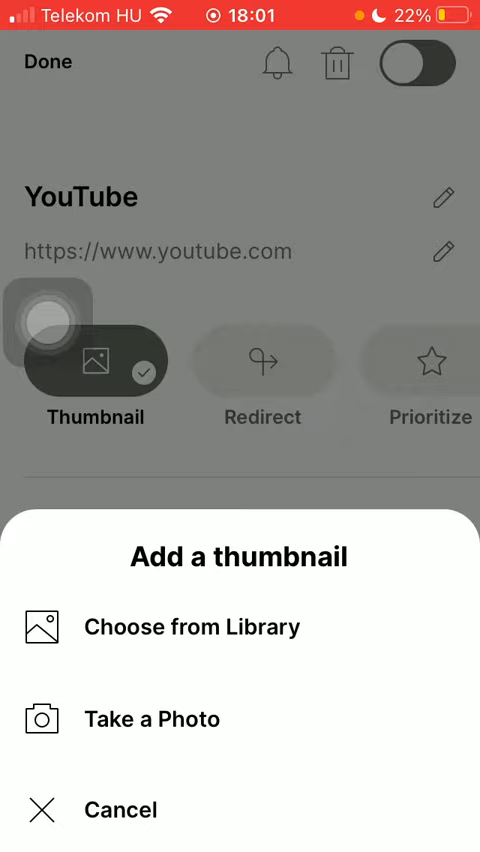 Telekom HU 18:01 22%
Done
YouTube
https://www.youtube.com
Thumbnail Redirect Prioritize
Add a thumbnail
Choose from Library
Take a Photo
Cancel